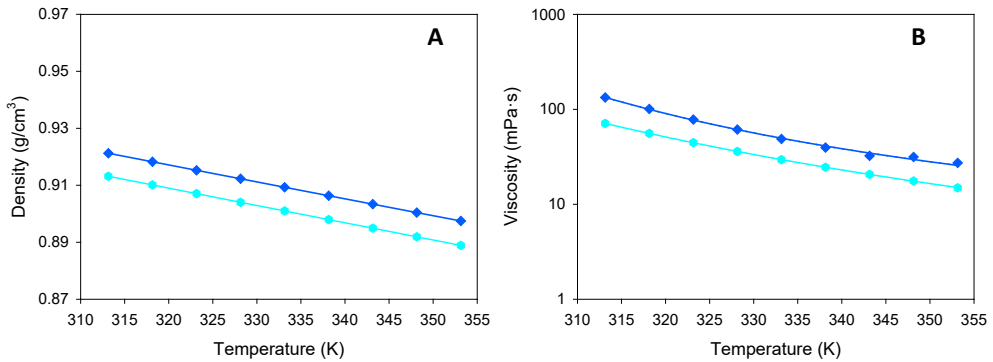 A
Density (g/cm³)
0.97
0.95
0.93
0.91
0.89
0.87
310 315 320 325 330 335 340 345 350 355
Temperature (K)
B
Viscosity (mPa·s)
1000
100
10
1
310 315 320 325 330 335 340 345 350 355
Temperature (K)